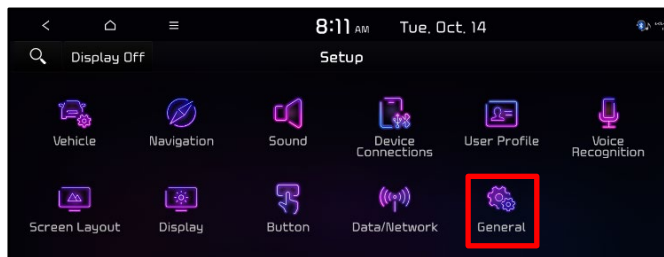 8:11 AM Tue, Oct, 14
Display Off
Setup
Vehicle
Navigation
Sound
Device
Connections
User Profile
Voice
Recognition
Screen Layout
Display
Button
Data/Network
General